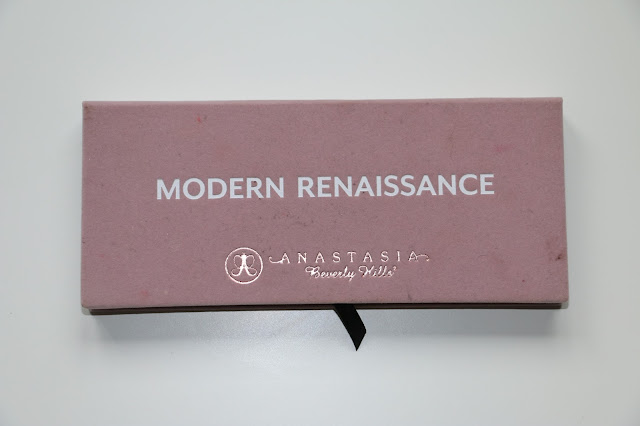 MODERN RENAISSANCE
ANASTASIA
Beverly Hills